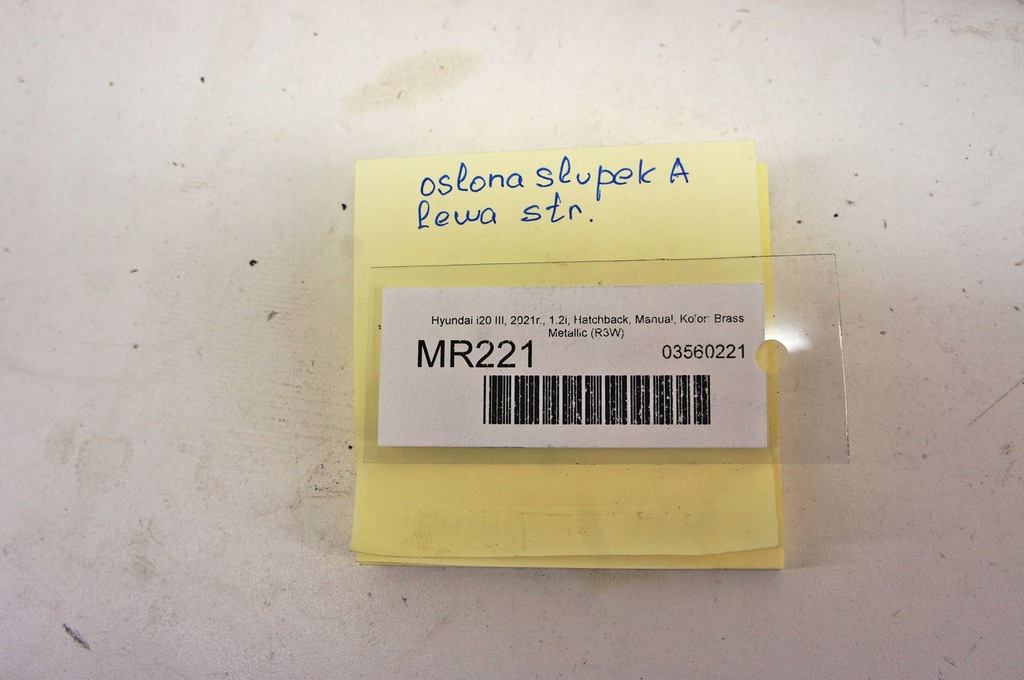 osłona słupek A
lewa str.
Hyundai i20 III, 2021r., 1.2i, Hatchback, Manual, Kolor: Brass
Metallic (R3W)
MR221 03560221